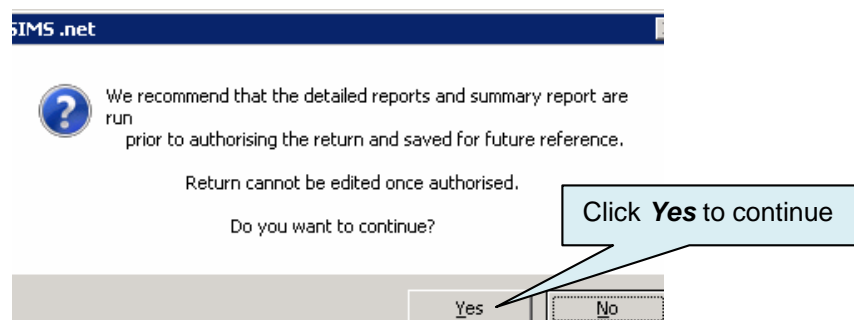 SIMS .net
We recommend that the detailed reports and summary report are
run
prior to authorising the return and saved for future reference.
Return cannot be edited once authorised.
Do you want to continue?
Click Yes to continue
Yes
No